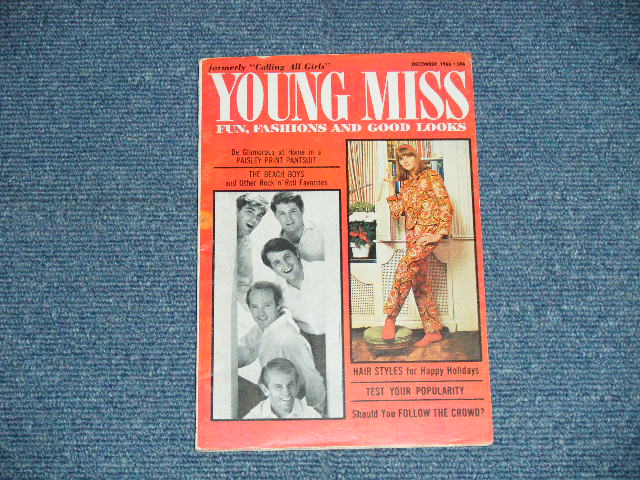 formerly "Calling All Girls"
DECEMBER 1966 • 50¢
YOUNG MISS
FUN, FASHIONS AND GOOD LOOKS
Be Glamorous at Home in a
PAISLEY PRINT PANTSUIT
THE BEACH BOYS
and Other Rock'n'Roll Favorites
HAIR STYLES for Happy Holidays
TEST YOUR POPULARITY
Should You FOLLOW THE CROWD?